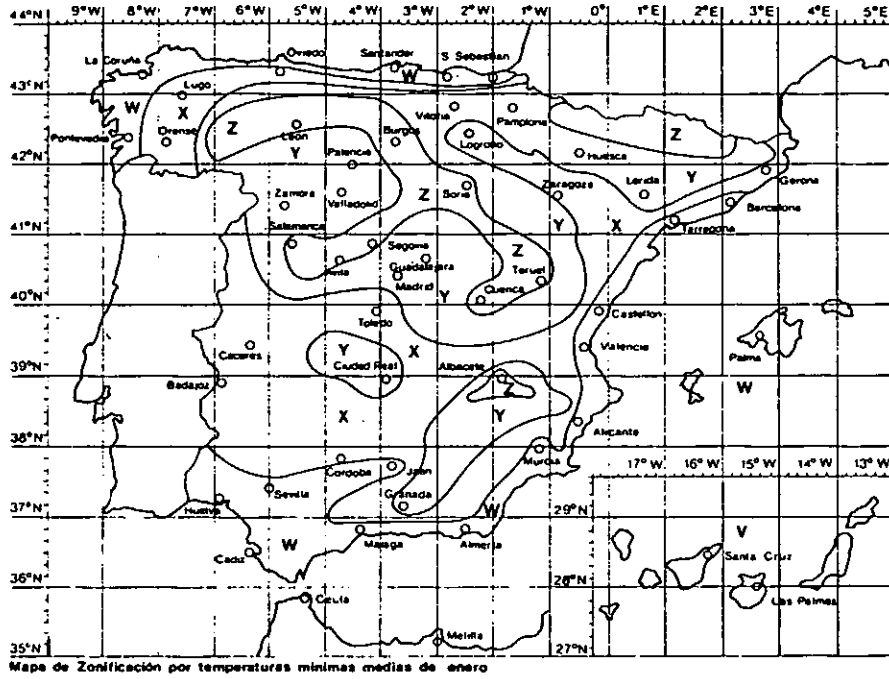 44°N 9°W 8°W 7°W 6°W 5°W 4°W 3°W 2°W 1°W 0° 1°E 2°E 3°E 4°E
La Coruña Oviedo Santander S. Sebastian
W
43°N Lugo
W X Vitoria Pamplona
Pontevedra Orense Z Leon Burgos Logroño Z
42°N Y Palencia Huesca
Zamora Valladolid Z Soria Zaragoza Lerida Y Gerona
41°N Salamanca Y X Barcelona
Tarragona
Segovia Z
Avila Guadalajara Teruel
Madrid Cuenca
40°N Y
Toledo Castellon
Caceres Y X Valencia Palma
39°N Ciudad Real Albacete W
Badajoz Z
X Y
38°N Alicante
Cordoba Jaen Murcia 17°W 16°W 15°W 14°W 13°W
Sevilla Granada
37°N Huelva W 29°N
W Malaga Almeria V
Cadiz Santa Cruz
36°N 28°N
Ceuta Las Palmas
Melilla
35°N 27°N
Mapa de Zonificación por temperaturas mínimas medias de enero